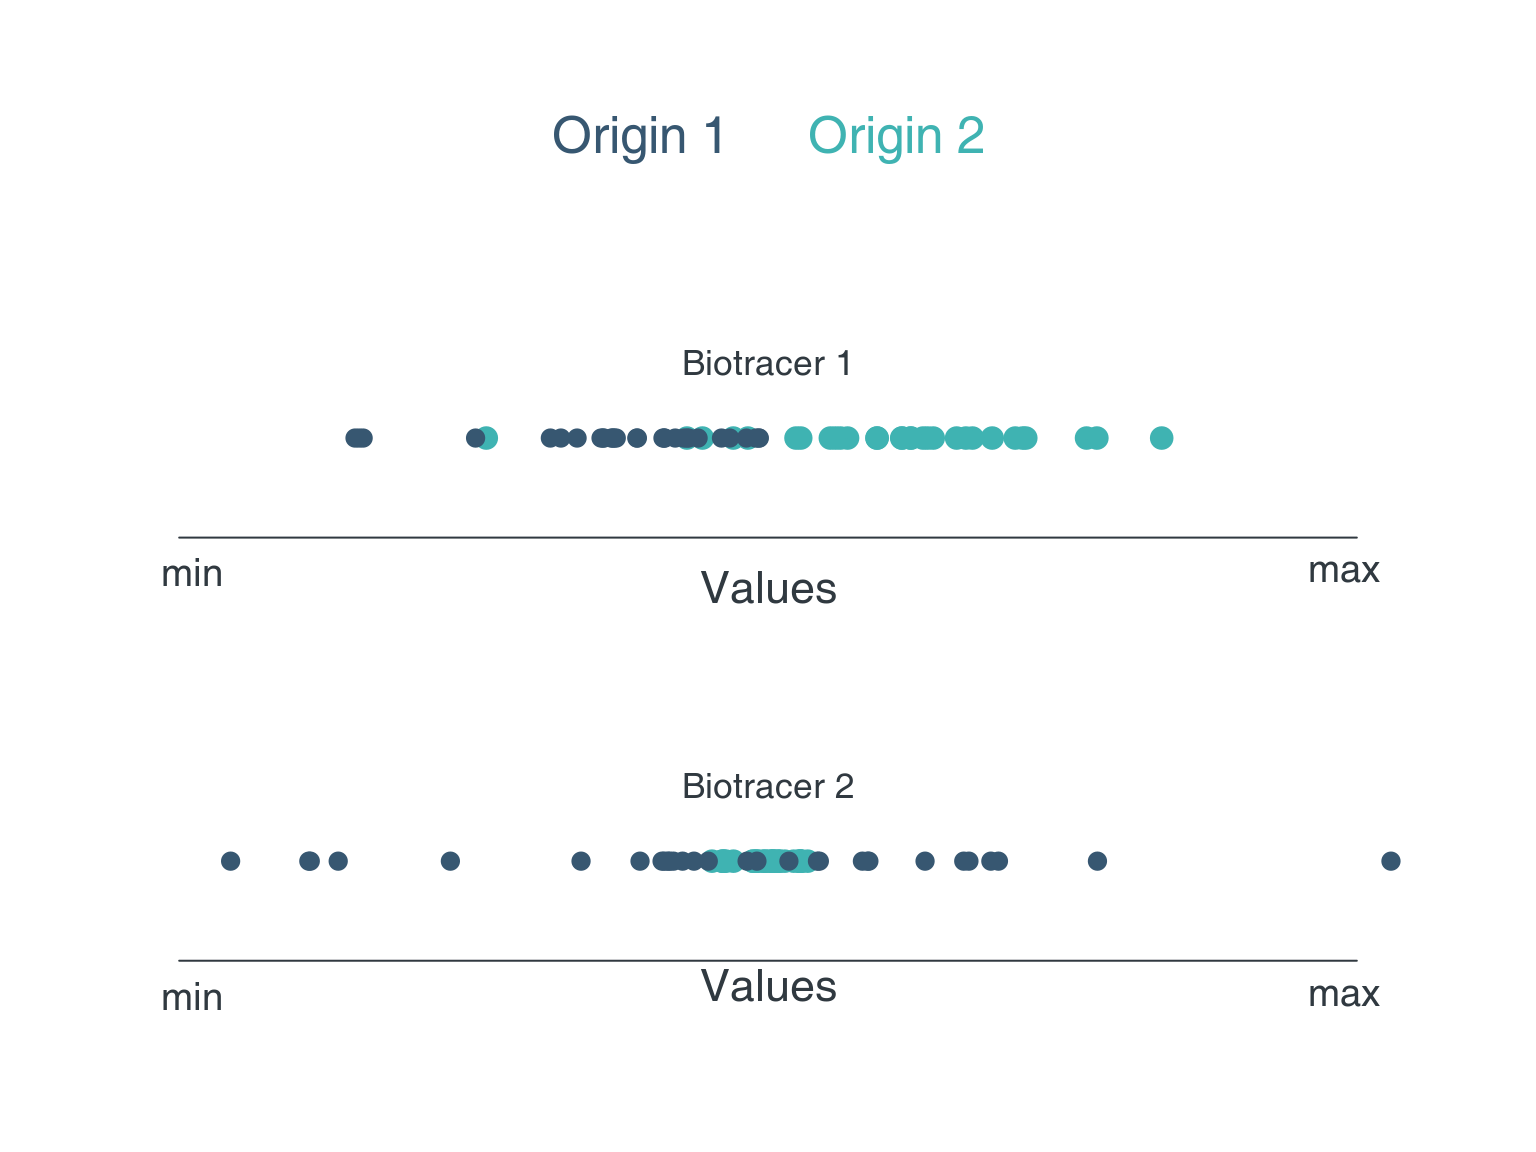 Origin 1 Origin 2
Biotracer 1
min Values max
Biotracer 2
min Values max